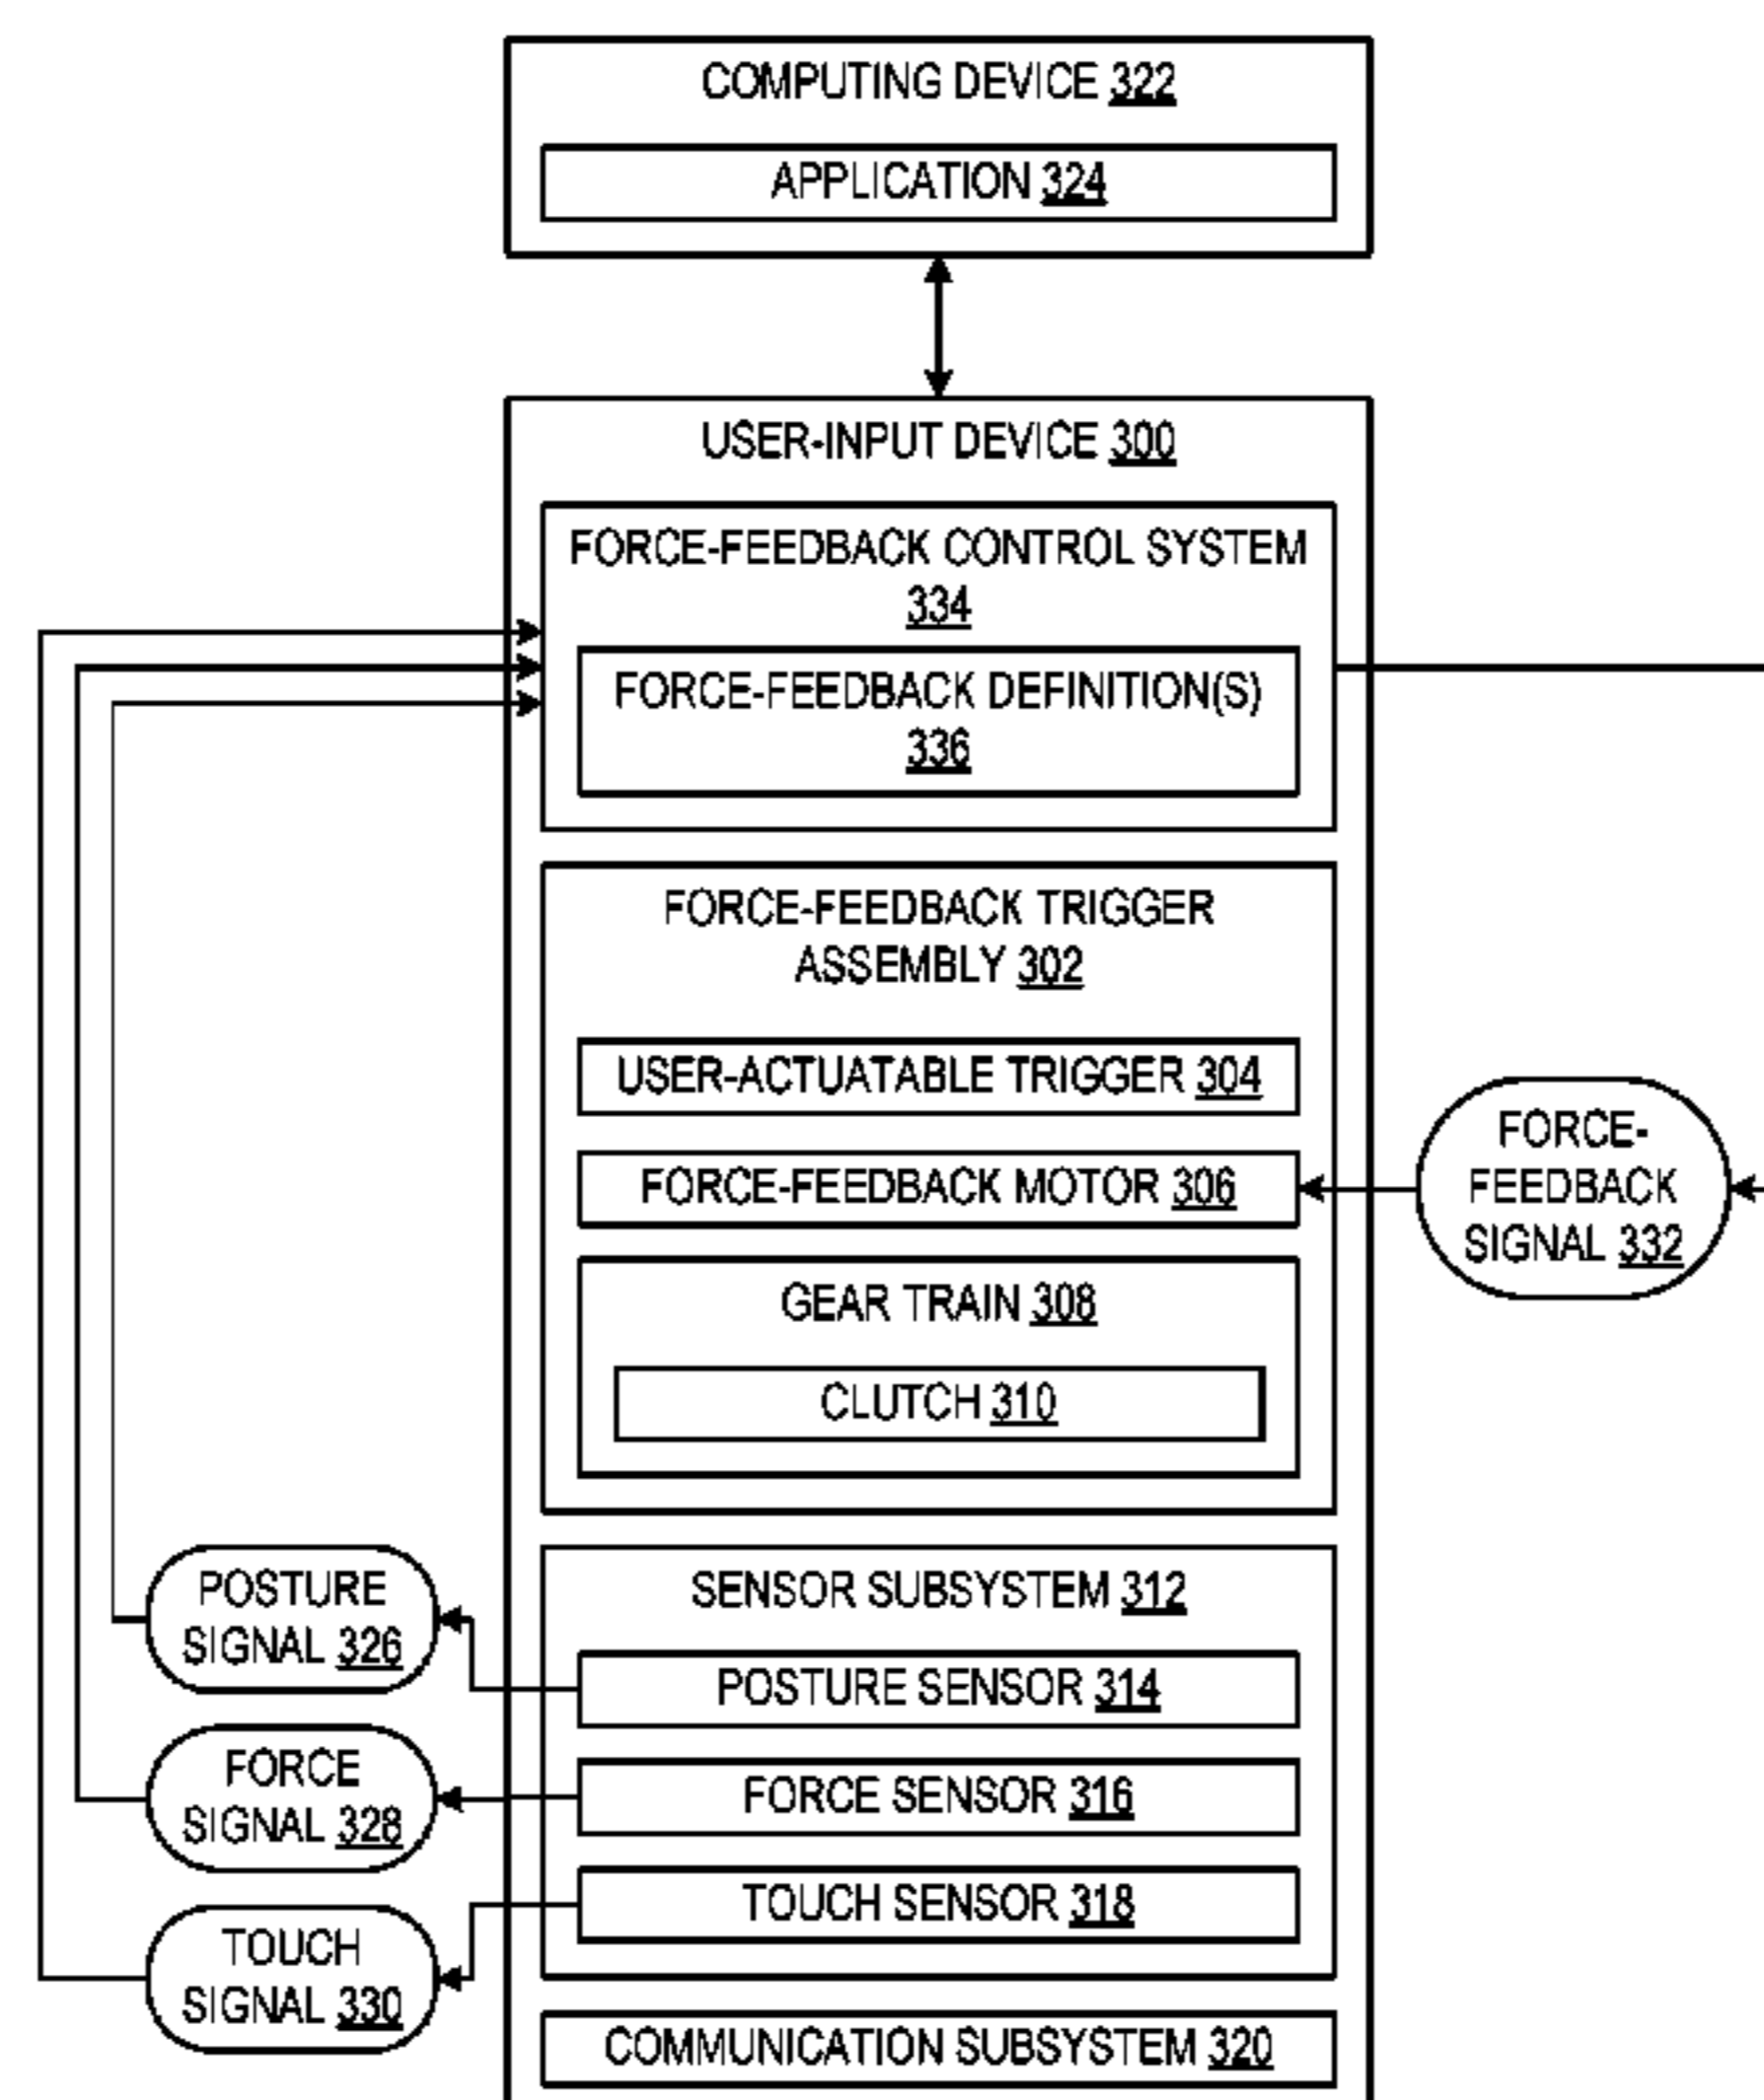 COMPUTING DEVICE 322
APPLICATION 324
USER-INPUT DEVICE 300
FORCE-FEEDBACK CONTROL SYSTEM
334
FORCE-FEEDBACK DEFINITION(S)
336
FORCE-FEEDBACK TRIGGER
ASSEMBLY 302
USER-ACTUATABLE TRIGGER 304
FORCE-FEEDBACK MOTOR 306
FORCE-
FEEDBACK
SIGNAL 332
GEAR TRAIN 308
CLUTCH 310
SENSOR SUBSYSTEM 312
POSTURE
SIGNAL 326
POSTURE SENSOR 314
FORCE
SIGNAL 328
FORCE SENSOR 316
TOUCH SENSOR 318
TOUCH
SIGNAL 330
COMMUNICATION SUBSYSTEM 320